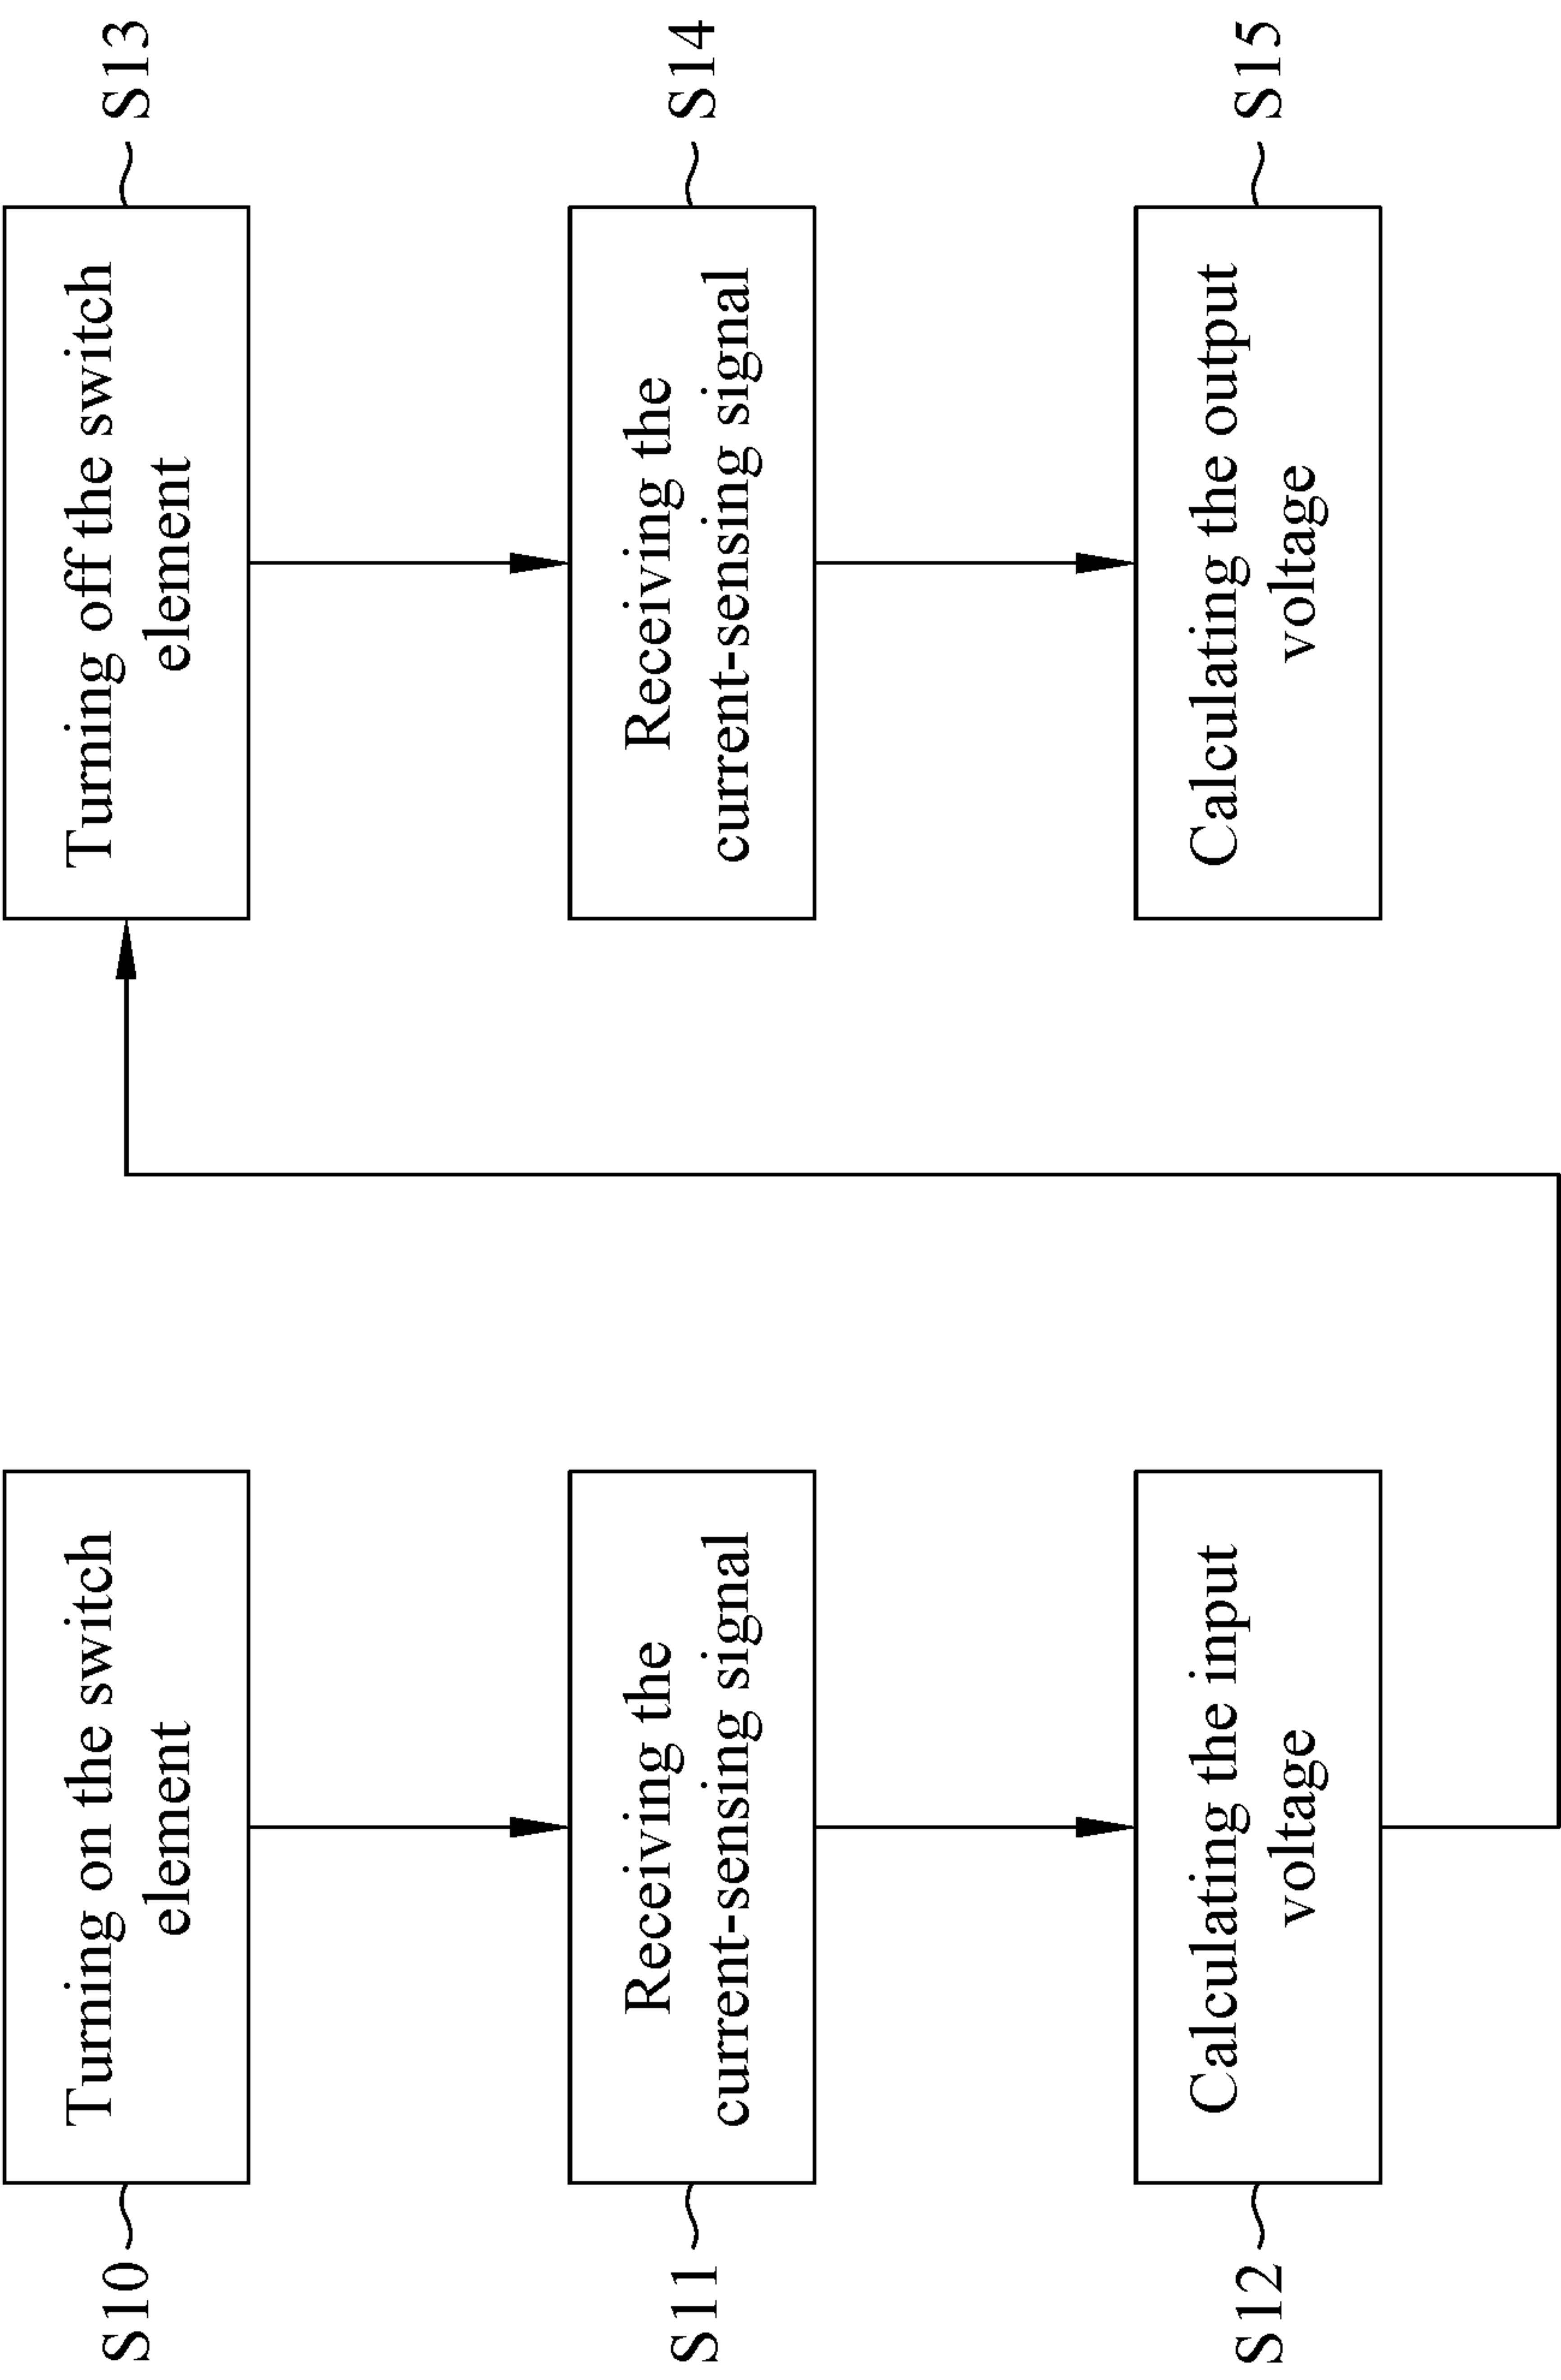 S10
Turning on the switch
element
S11
Receiving the
current-sensing signal
S12
Calculating the input
voltage
S13
Turning off the switch
element
S14
Receiving the
current-sensing signal
S15
Calculating the output
voltage